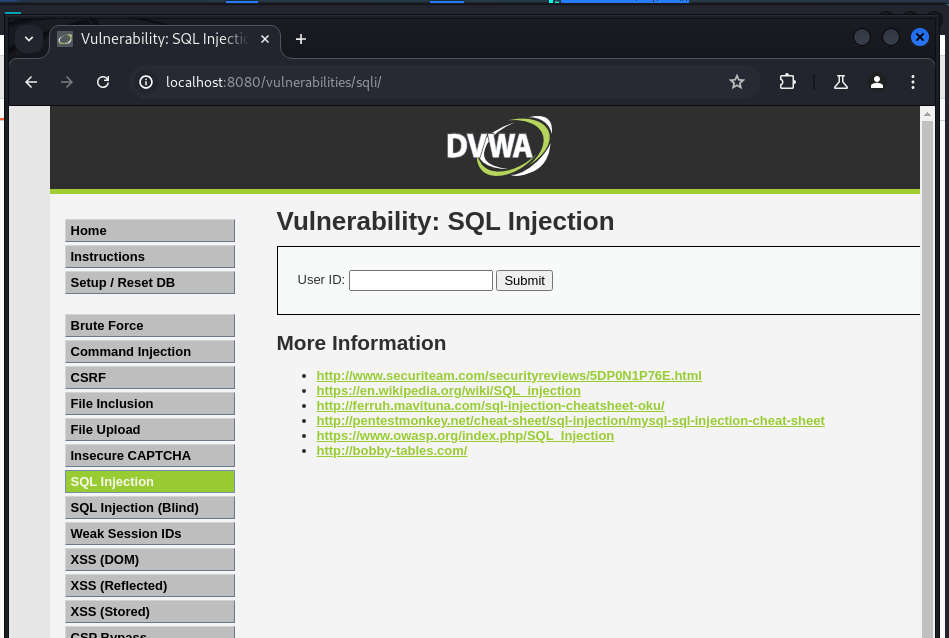 Vulnerability: SQL Injectio
localhost:8080/vulnerabilities/sqli/
DVWA
Home
Instructions
Setup / Reset DB
Brute Force
Command Injection
CSRF
File Inclusion
File Upload
Insecure CAPTCHA
SQL Injection
SQL Injection (Blind)
Weak Session IDs
XSS (DOM)
XSS (Reflected)
XSS (Stored)
CSP Bypass
Vulnerability: SQL Injection
User ID: Submit
More Information
http://www.securiteam.com/securityreviews/5DP0N1P76E.html
https://en.wikipedia.org/wiki/SQL_injection
http://ferruh.mavituna.com/sql-injection-cheatsheet-oku/
http://pentestmonkey.net/cheat-sheet/sql-injection/mysql-sql-injection-cheat-sheet
https://www.owasp.org/index.php/SQL_Injection
http://bobby-tables.com/